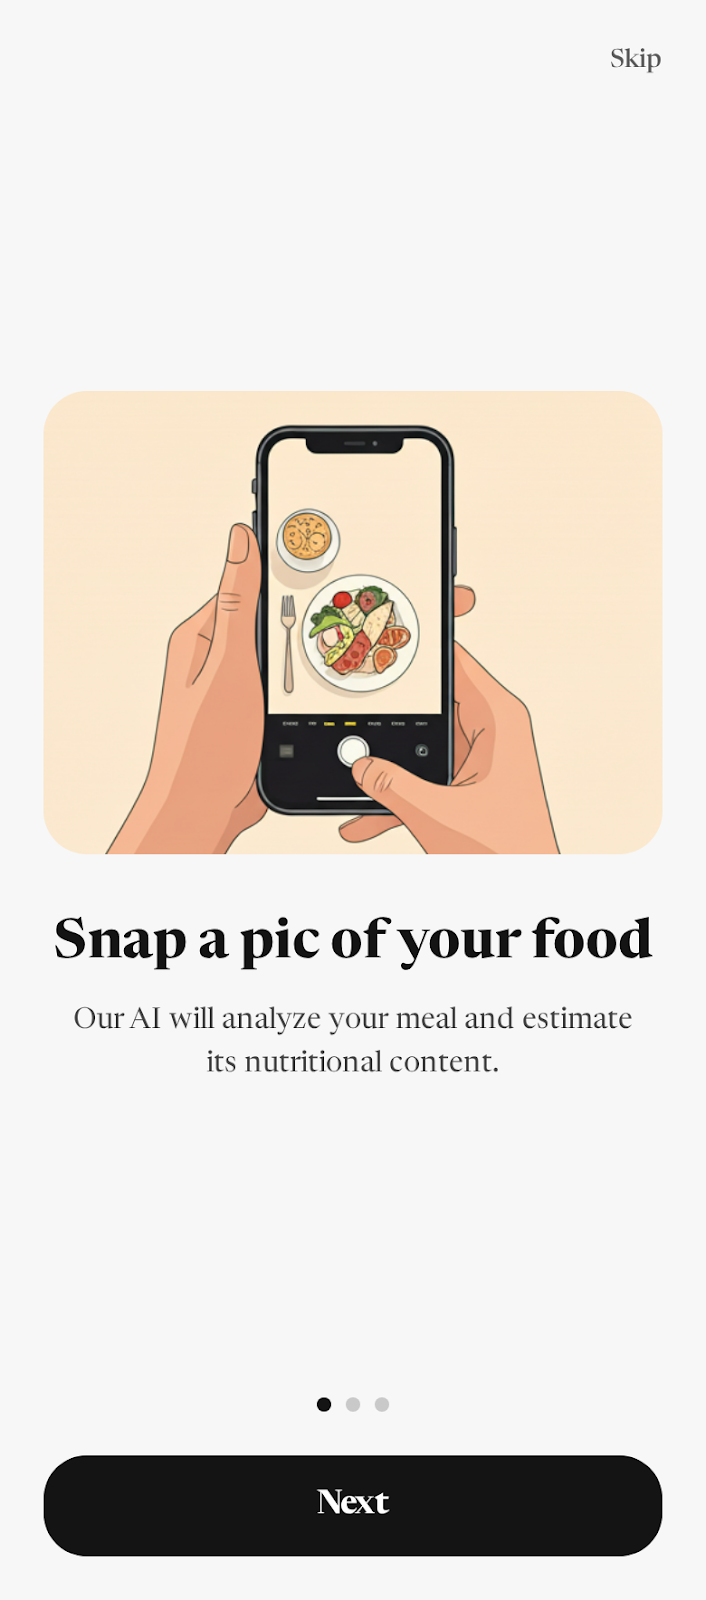 Skip
Snap a pic of your food
Our AI will analyze your meal and estimate
its nutritional content.
Next